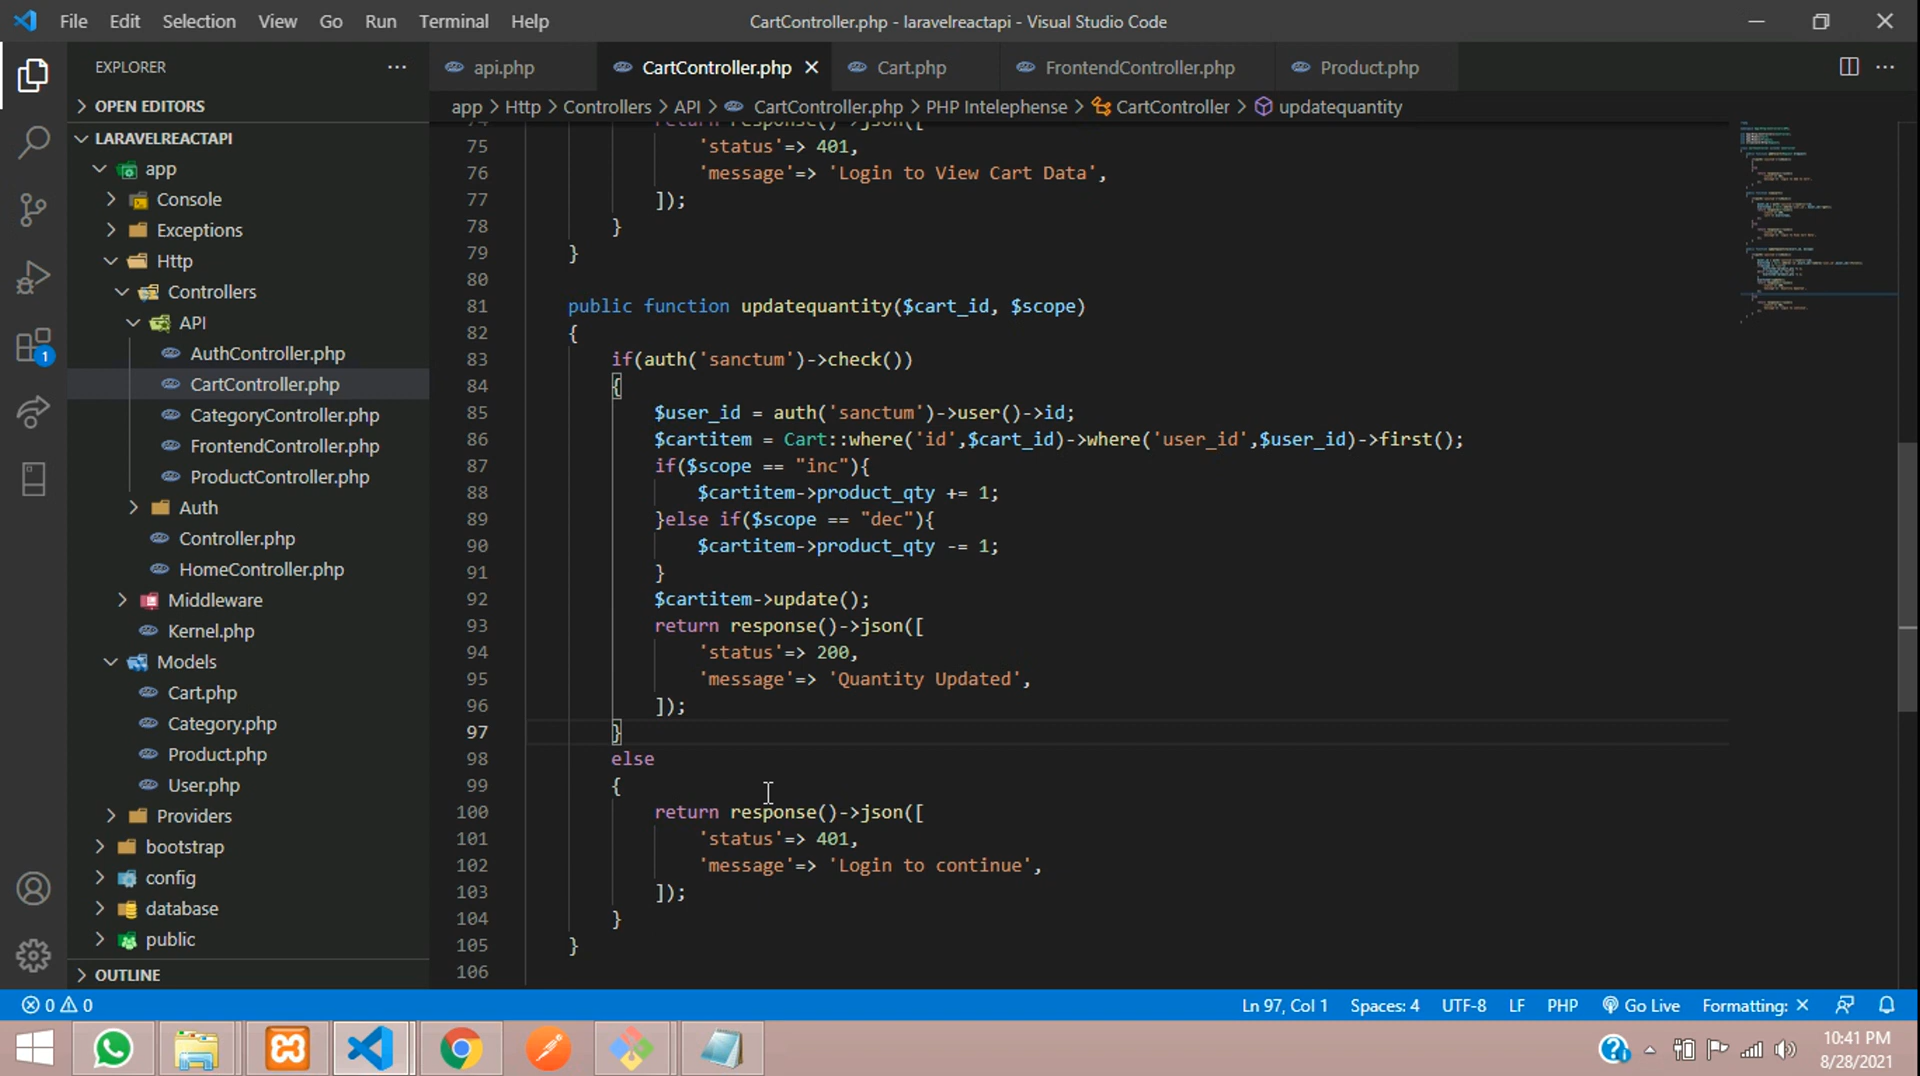 File Edit Selection View Go Run Terminal Help
CartController.php - laravelreactapi - Visual Studio Code
EXPLORER
OPEN EDITORS
LARAVELREACTAPI
app
Console
Exceptions
Http
Controllers
API
AuthController.php
CartController.php
CategoryController.php
FrontendController.php
ProductController.php
Auth
Controller.php
HomeController.php
Middleware
Kernel.php
Models
Cart.php
Category.php
Product.php
User.php
Providers
bootstrap
config
database
public
OUTLINE
1
api.php CartController.php Cart.php FrontendController.php Product.php
app > Http > Controllers > API > CartController.php > PHP Intelephense > CartController > updatequantity
74 return response()->json([
75 'status'=> 401,
76 'message'=> 'Login to View Cart Data',
77 ]);
78 }
79 }
80
81 public function updatequantity($cart_id, $scope)
82 {
83 if(auth('sanctum')->check())
84 {
85 $user_id = auth('sanctum')->user()->id;
86 $cartitem = Cart::where('id',$cart_id)->where('user_id',$user_id)->first();
87 if($scope == "inc"){
88 $cartitem->product_qty += 1;
89 }else if($scope == "dec"){
90 $cartitem->product_qty -= 1;
91 }
92 $cartitem->update();
93 return response()->json([
94 'status'=> 200,
95 'message'=> 'Quantity Updated',
96 ]);
97 }
98 else
99 {
100 return response()->json([
101 'status'=> 401,
102 'message'=> 'Login to continue',
103 ]);
104 }
105 }
106
0 0 Ln 97, Col 1 Spaces: 4 UTF-8 LF PHP Go Live Formatting: ×
10:41 PM
8/28/2021